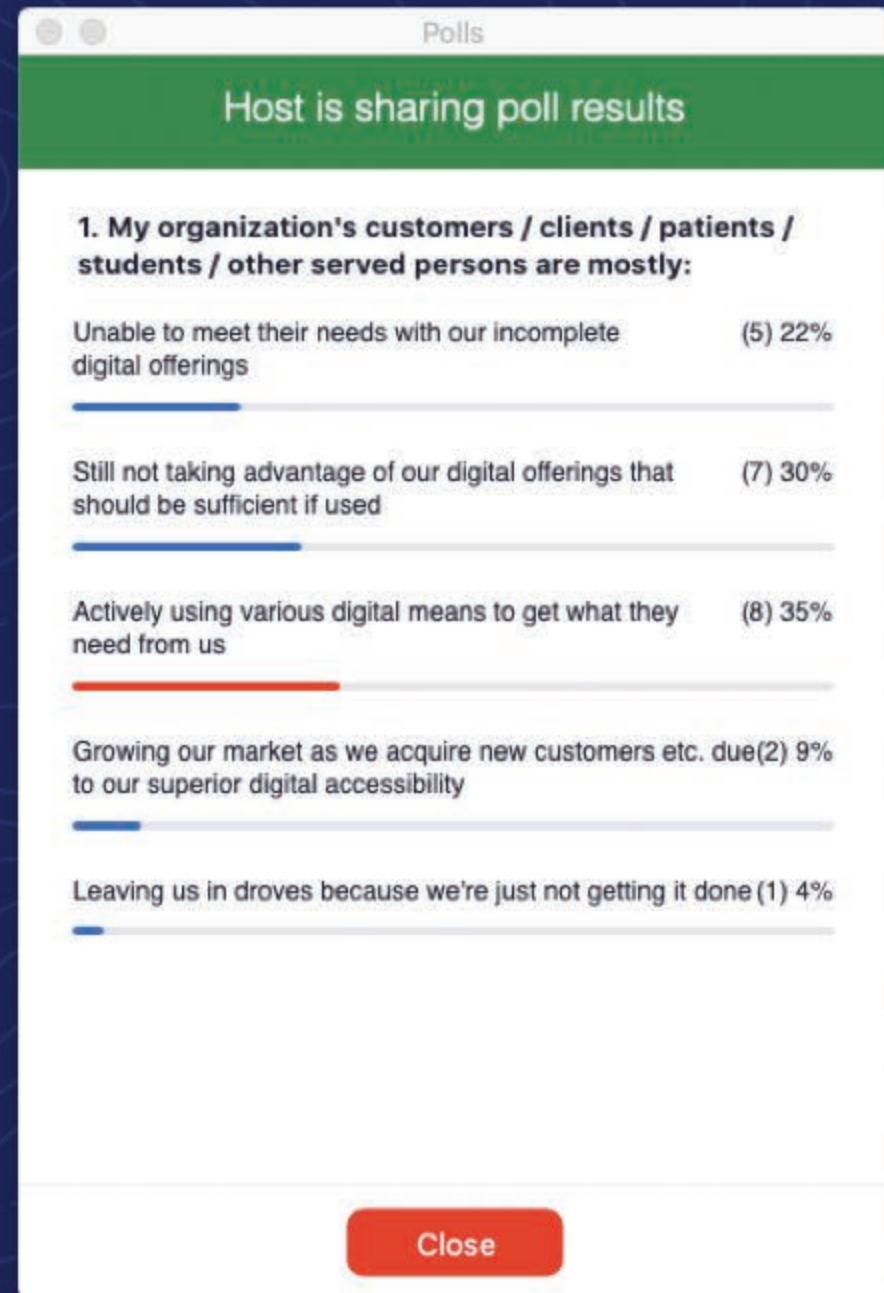 Polls
Host is sharing poll results
1. My organization's customers / clients / patients /
students / other served persons are mostly:
Unable to meet their needs with our incomplete (5) 22%
digital offerings
Still not taking advantage of our digital offerings that (7) 30%
should be sufficient if used
Actively using various digital means to get what they (8) 35%
need from us
Growing our market as we acquire new customers etc. due(2) 9%
to our superior digital accessibility
Leaving us in droves because we're just not getting it done (1) 4%
Close